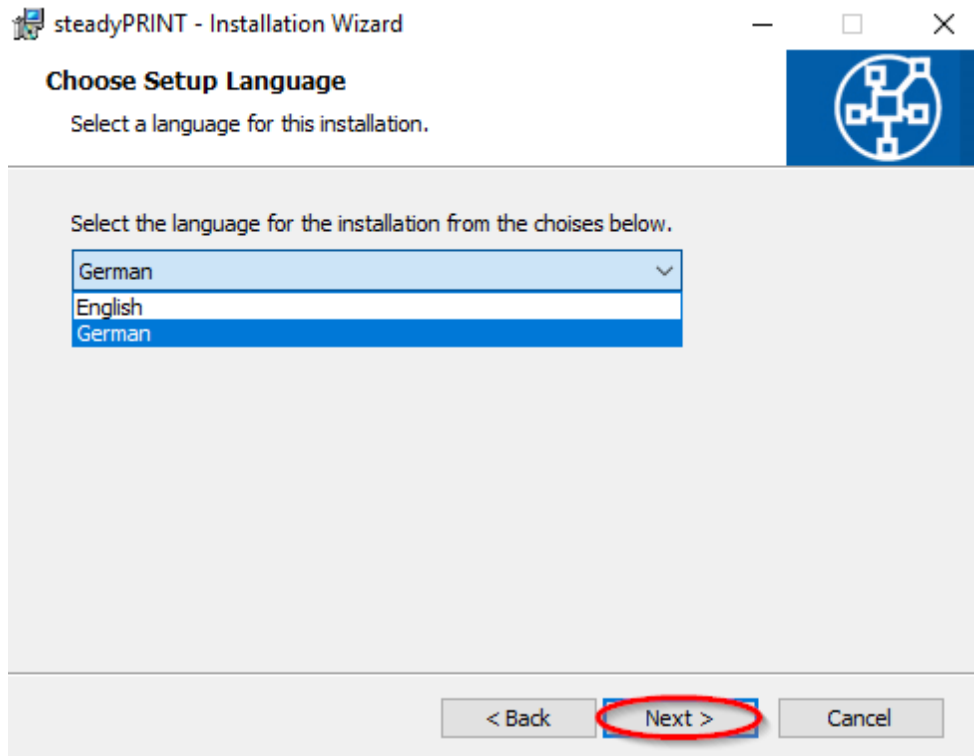 steadyPRINT - Installation Wizard
Choose Setup Language
Select a language for this installation.
Select the language for the installation from the choises below.
German
English
German
< Back
Next >
Cancel